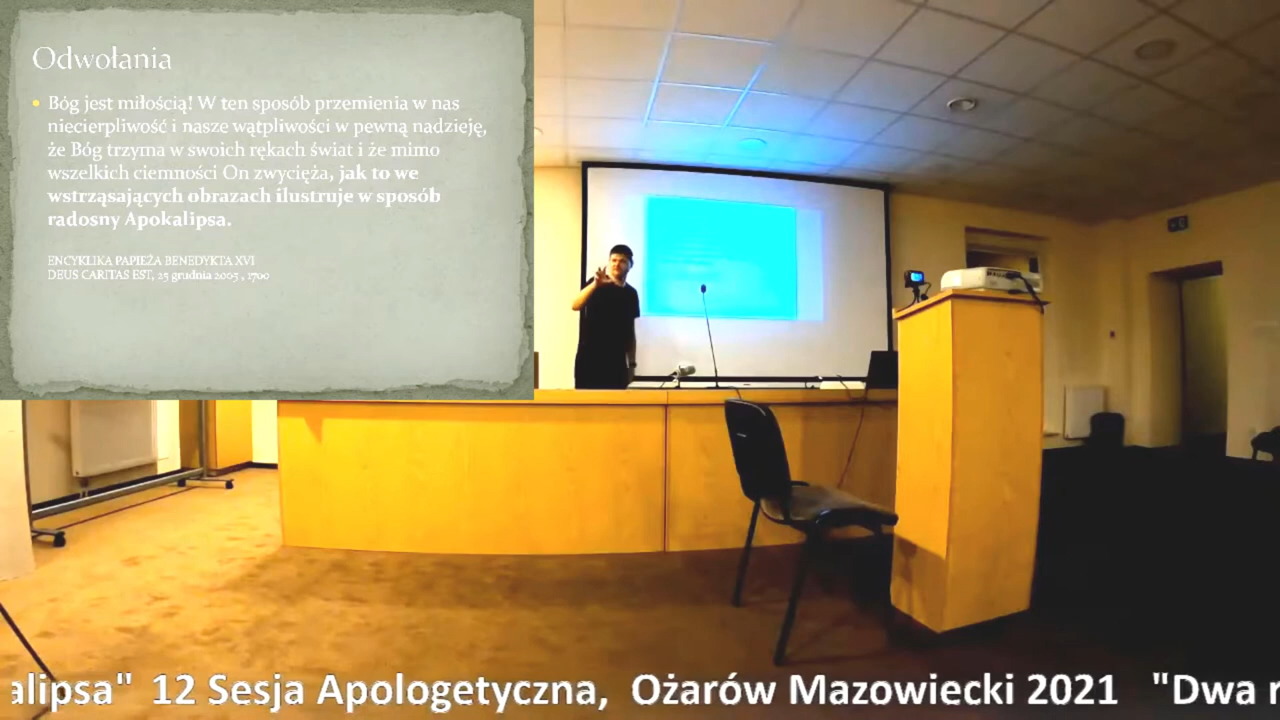 Odwołania
Bóg jest miłością! W ten sposób przemienia w nas
niecierpliwość i nasze wątpliwości w pewną nadzieję,
że Bóg trzyma w swoich rękach świat i że mimo
wszelkich ciemności On zwycięża, jak to we
wstrząsających obrazach ilustruje w sposób
radosny Apokalipsa.
ENCYKLIKA PAPIEŻA BENEDYKTA XVI
DEUS CARITAS EST, 25 grudnia 2005 , 1700
alipsa" 12 Sesja Apologetyczna, Ożarów Mazowiecki 2021 "Dwa r